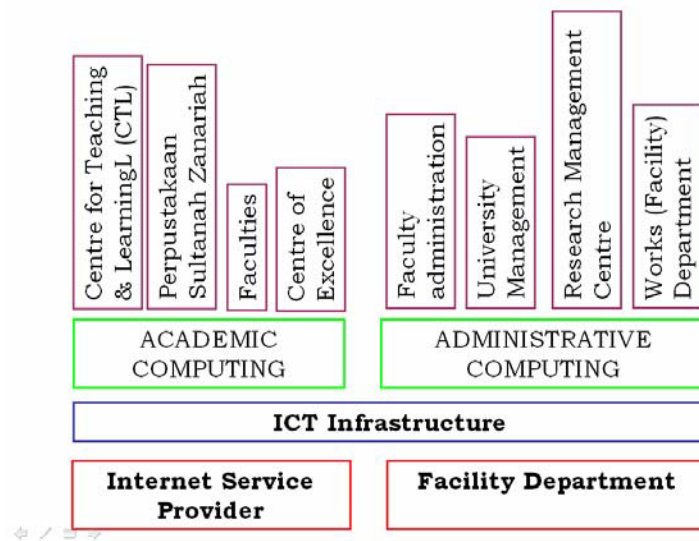 Centre for Teaching
& LearningL (CTL)
Perpustakaan
Sultanah Zanariah
Faculties
Centre of
Excellence
Faculty
administration
University
Management
Research Management
Centre
Works (Facility)
Department
ACADEMIC
COMPUTING
ADMINISTRATIVE
COMPUTING
ICT Infrastructure
Internet Service
Provider
Facility Department